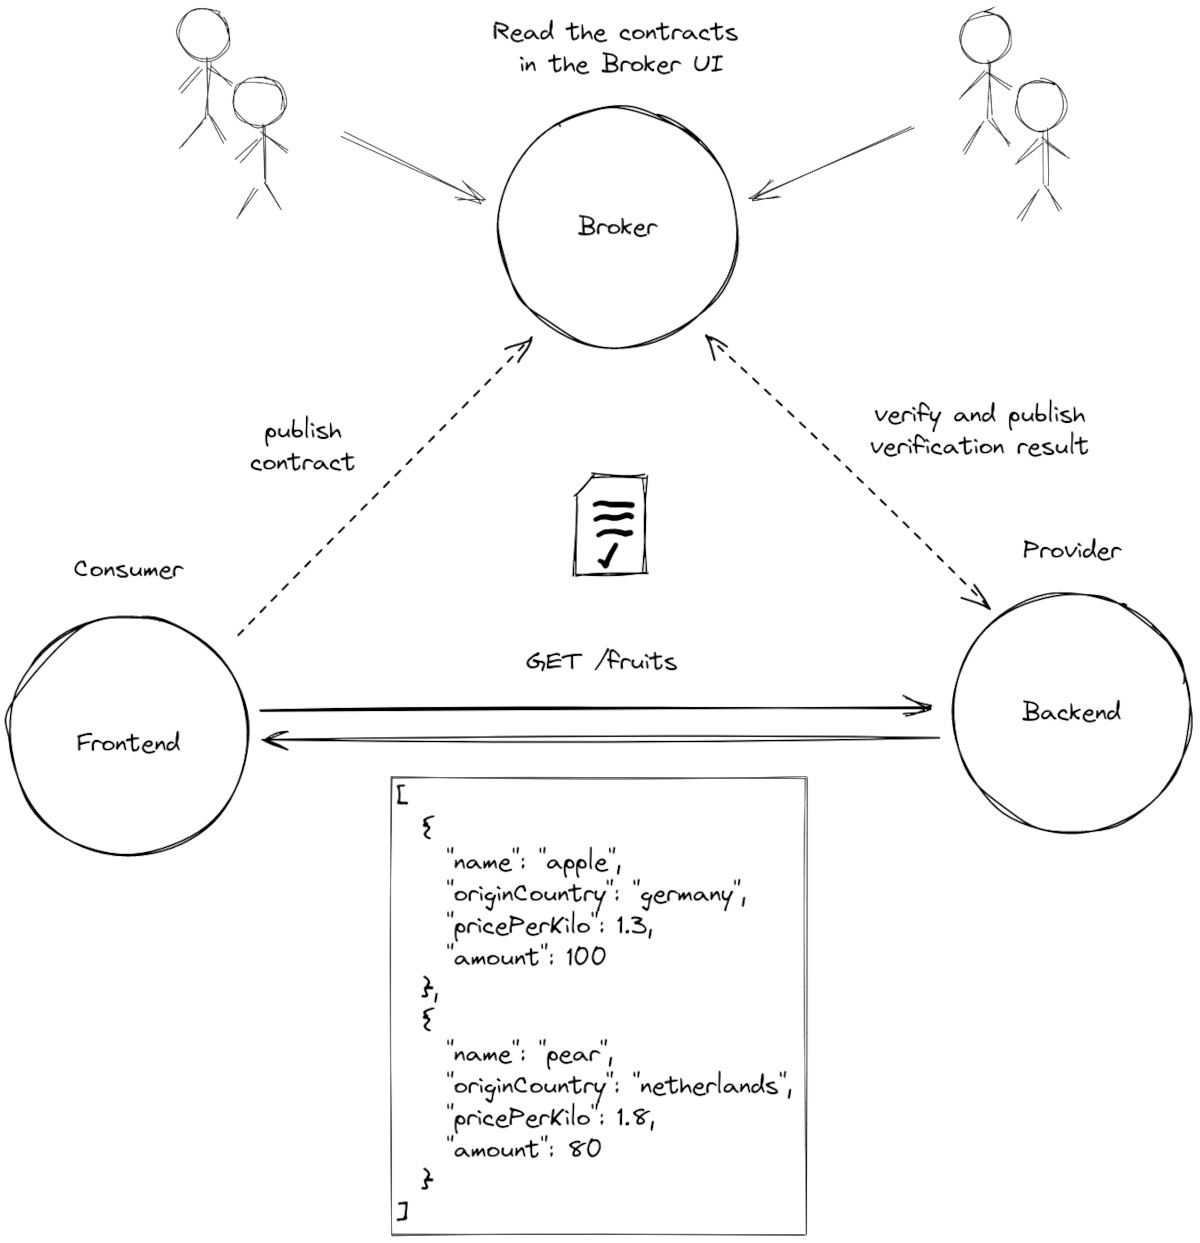 Read the contracts
in the Broker UI
Broker
publish
contract
verify and publish
verification result
Consumer
Provider
GET /fruits
Frontend
Backend
[
{
"name": "apple",
"originCountry": "germany",
"pricePerKilo": 1.3,
"amount": 100
},
{
"name": "pear",
"originCountry": "netherlands",
"pricePerKilo": 1.8,
"amount": 80
}
]